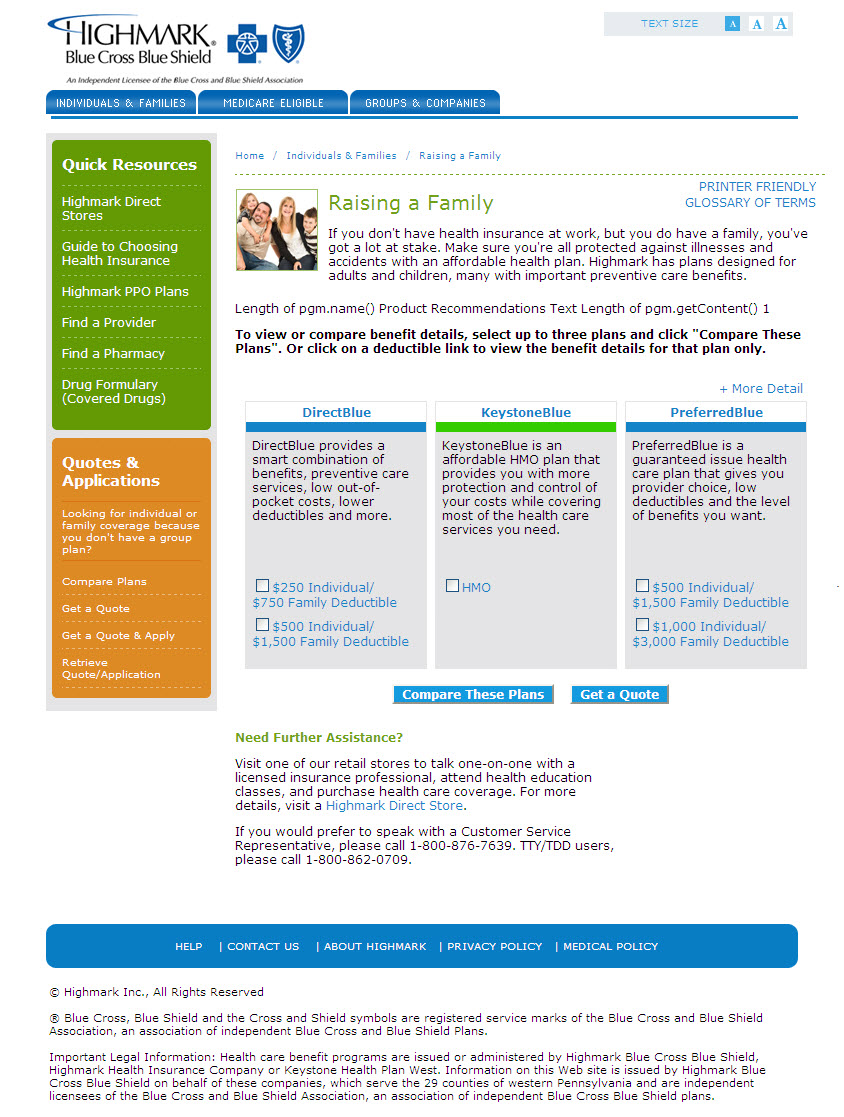 HIGHMARK®
Blue Cross Blue Shield
An Independent Licensee of the Blue Cross and Blue Shield Association
TEXT SIZE A A A
INDIVIDUALS & FAMILIES MEDICARE ELIGIBLE GROUPS & COMPANIES
Quick Resources
Highmark Direct
Stores
Guide to Choosing
Health Insurance
Highmark PPO Plans
Find a Provider
Find a Pharmacy
Drug Formulary
(Covered Drugs)
Quotes &
Applications
Looking for individual or
family coverage because
you don't have a group
plan?
Compare Plans
Get a Quote
Get a Quote & Apply
Retrieve
Quote/Application
Home / Individuals & Families / Raising a Family
PRINTER FRIENDLY
GLOSSARY OF TERMS
Raising a Family
If you don't have health insurance at work, but you do have a family, you've
got a lot at stake. Make sure you're all protected against illnesses and
accidents with an affordable health plan. Highmark has plans designed for
adults and children, many with important preventive care benefits.
Length of pgm.name() Product Recommendations Text Length of pgm.getContent() 1
To view or compare benefit details, select up to three plans and click "Compare These
Plans". Or click on a deductible link to view the benefit details for that plan only.
+ More Detail
DirectBlue
DirectBlue provides a
smart combination of
benefits, preventive care
services, low out-of-
pocket costs, lower
deductibles and more.
$250 Individual/
$750 Family Deductible
$500 Individual/
$1,500 Family Deductible
KeystoneBlue
KeystoneBlue is an
affordable HMO plan that
provides you with more
protection and control of
your costs while covering
most of the health care
services you need.
HMO
PreferredBlue
PreferredBlue is a
guaranteed issue health
care plan that gives you
provider choice, low
deductibles and the level
of benefits you want.
$500 Individual/
$1,500 Family Deductible
$1,000 Individual/
$3,000 Family Deductible
Compare These Plans Get a Quote
Need Further Assistance?
Visit one of our retail stores to talk one-on-one with a
licensed insurance professional, attend health education
classes, and purchase health care coverage. For more
details, visit a Highmark Direct Store.
If you would prefer to speak with a Customer Service
Representative, please call 1-800-876-7639. TTY/TDD users,
please call 1-800-862-0709.
HELP | CONTACT US | ABOUT HIGHMARK | PRIVACY POLICY | MEDICAL POLICY
© Highmark Inc., All Rights Reserved
® Blue Cross, Blue Shield and the Cross and Shield symbols are registered service marks of the Blue Cross and Blue Shield
Association, an association of independent Blue Cross and Blue Shield Plans.
Important Legal Information: Health care benefit programs are issued or administered by Highmark Blue Cross Blue Shield,
Highmark Health Insurance Company or Keystone Health Plan West. Information on this Web site is issued by Highmark Blue
Cross Blue Shield on behalf of these companies, which serve the 29 counties of western Pennsylvania and are independent
licensees of the Blue Cross and Blue Shield Association, an association of independent Blue Cross Blue Shield plans.